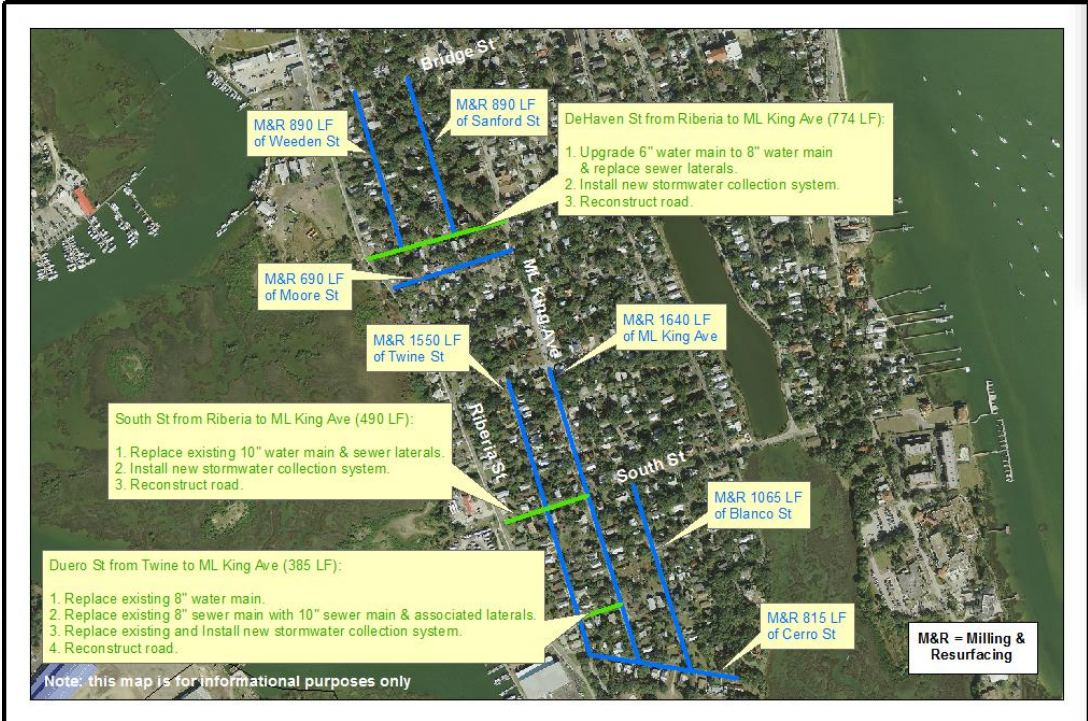 Bridge St
M&R 890 LF
of Weeden St
M&R 890 LF
of Sanford St
DeHaven St from Riberia to ML King Ave (774 LF):
1. Upgrade 6" water main to 8" water main
& replace sewer laterals.
2. Install new stormwater collection system.
3. Reconstruct road.
M&R 690 LF
of Moore St
ML King Ave
M&R 1550 LF
of Twine St
M&R 1640 LF
of ML King Ave
South St from Riberia to ML King Ave (490 LF):
1. Replace existing 10" water main & sewer laterals.
2. Install new stormwater collection system.
3. Reconstruct road.
Riberia St
South St
M&R 1065 LF
of Blanco St
Duero St from Twine to ML King Ave (385 LF):
1. Replace existing 8" water main.
2. Replace existing 8" sewer main with 10" sewer main & associated laterals.
3. Replace existing and Install new stormwater collection system.
4. Reconstruct road.
M&R 815 LF
of Cerro St
M&R = Milling &
Resurfacing
Note: this map is for informational purposes only